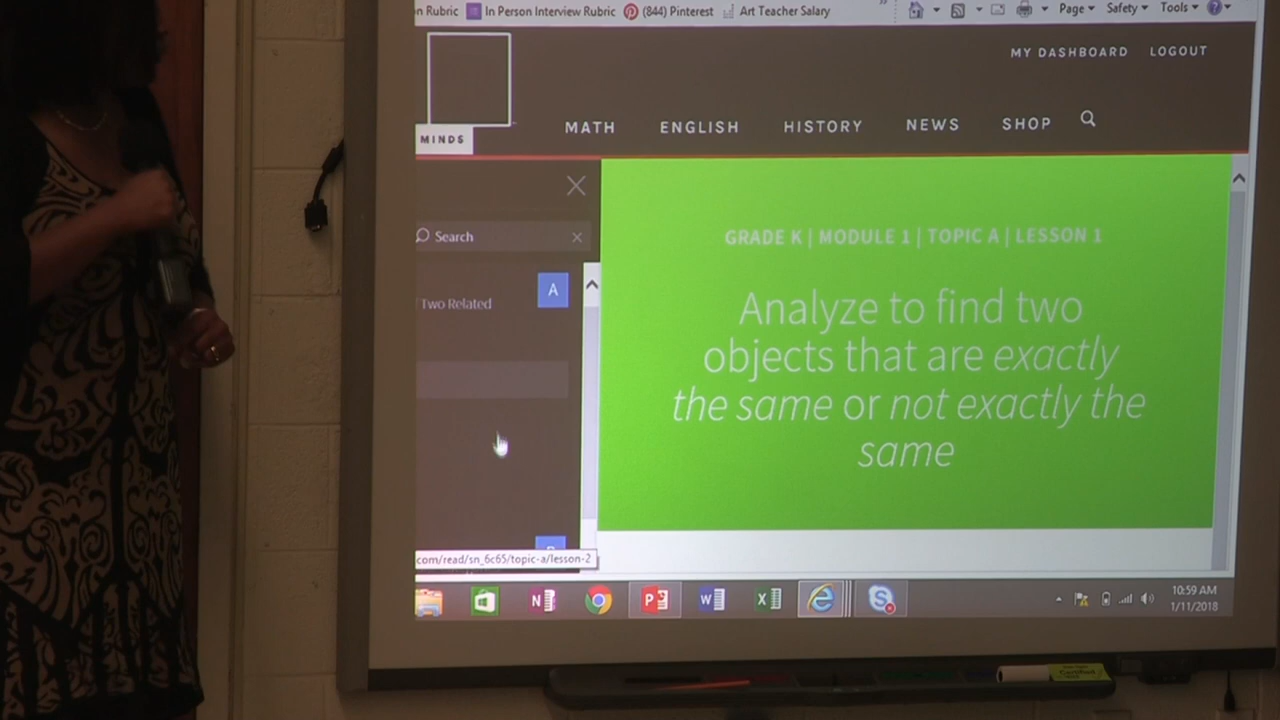 n Rubric In Person Interview Rubric (844) Pinterest Art Teacher Salary » Page Safety Tools
MY DASHBOARD LOGOUT
MINDS
MATH ENGLISH HISTORY NEWS SHOP
Search
Two Related A
GRADE K | MODULE 1 | TOPIC A | LESSON 1
Analyze to find two
objects that are exactly
the same or not exactly the
same
com/read/sn_6c65/topic-a/lesson-2
10:59 AM
1/11/2018